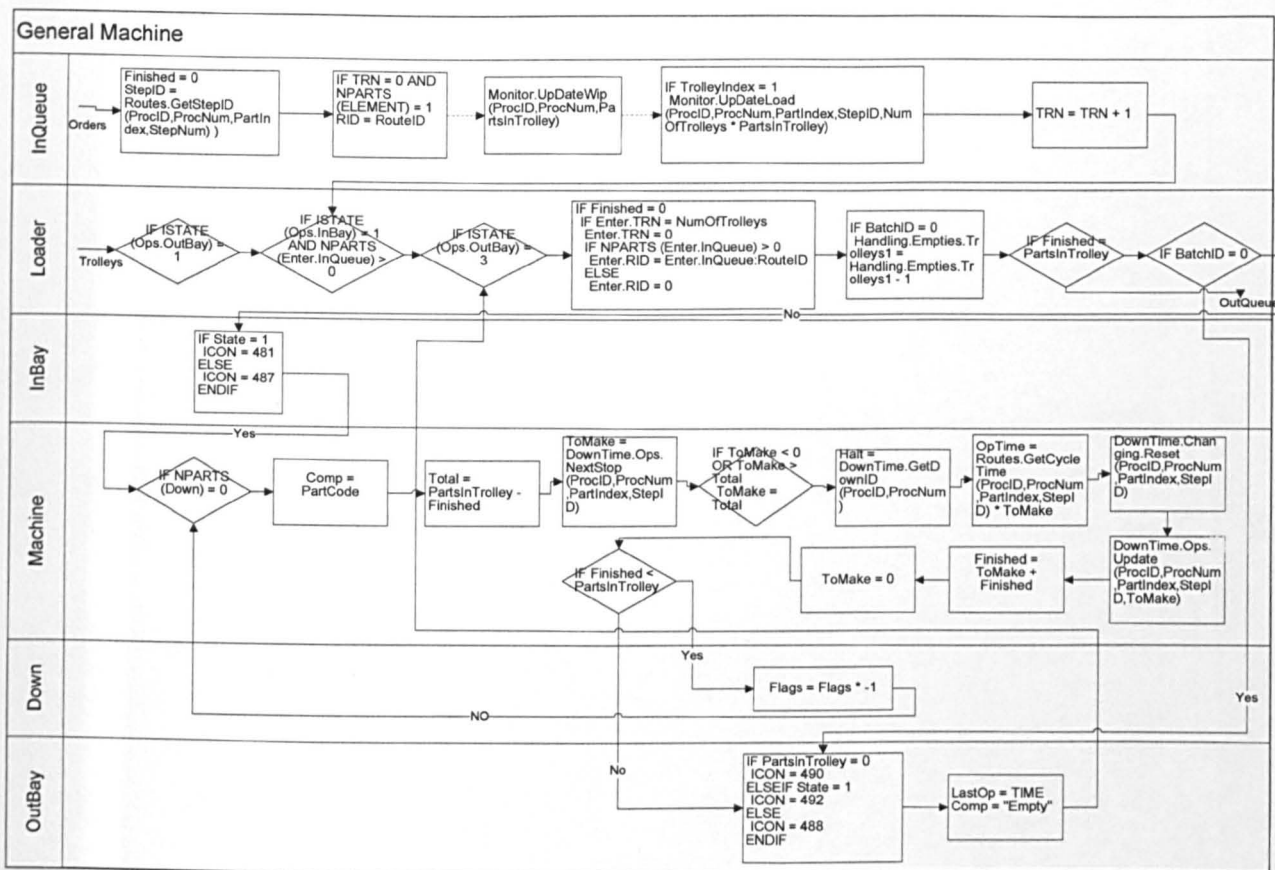 General Machine
InQueue
Orders
Finished = 0
StepID =
Routes.GetStepID
(ProcID,ProcNum,PartIn
dex,StepNum) )
IF TRN = 0 AND
NPARTS
(ELEMENT) = 1
RID = RouteID
Monitor.UpDateWip
(ProcID,ProcNum,Pa
rtsInTrolley)
IF TrolleyIndex = 1
Monitor.UpDateLoad
(ProcID,ProcNum,PartIndex,StepID,Num
OfTrolleys * PartsInTrolley)
TRN = TRN + 1
Loader
Trolleys
IF ISTATE
(Ops.OutBay) =
1
IF ISTATE
(Ops.InBay) = 1
AND NPARTS
(Enter.InQueue) >
0
IF ISTATE
(Ops.OutBay) =
3
IF Finished = 0
IF Enter.TRN = NumOfTrolleys
Enter.TRN = 0
IF NPARTS (Enter.InQueue) > 0
Enter.RID = Enter.InQueue:RouteID
ELSE
Enter.RID = 0
IF BatchID = 0
Handling.Empties.Tr
olleys1 =
Handling.Empties.Tr
olleys1 - 1
IF Finished =
PartsInTrolley
IF BatchID = 0
OutQueue
No
InBay
IF State = 1
ICON = 481
ELSE
ICON = 487
ENDIF
Yes
Machine
IF NPARTS
(Down) = 0
Comp =
PartCode
Total =
PartsInTrolley -
Finished
ToMake =
DownTime.Ops.
NextStop
(ProcID,ProcNum
,PartIndex,StepI
D)
IF ToMake < 0
OR ToMake >
Total
ToMake =
Total
Halt =
DownTime.GetD
ownID
(ProcID,ProcNum
)
OpTime =
Routes.GetCycle
Time
(ProcID,ProcNum
,PartIndex,StepI
D) * ToMake
DownTime.Chan
ging.Reset
(ProcID,ProcNum
,PartIndex,StepI
D)
DownTime.Ops.
Update
(ProcID,ProcNum
,PartIndex,StepI
D,ToMake)
Finished =
ToMake +
Finished
ToMake = 0
IF Finished <
PartsInTrolley
Down
Yes
Flags = Flags * -1
NO
Yes
OutBay
No
IF PartsInTrolley = 0
ICON = 490
ELSEIF State = 1
ICON = 492
ELSE
ICON = 488
ENDIF
LastOp = TIME
Comp = "Empty"